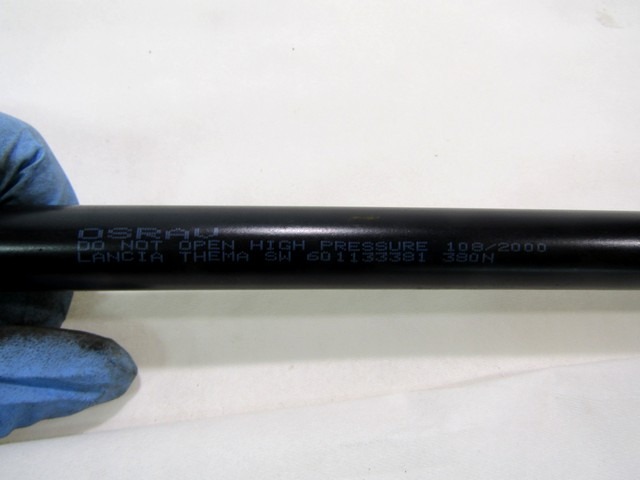 OSRAV
DO NOT OPEN HIGH PRESSURE 108/2000
LANCIA THEMA SW 601133381 380N